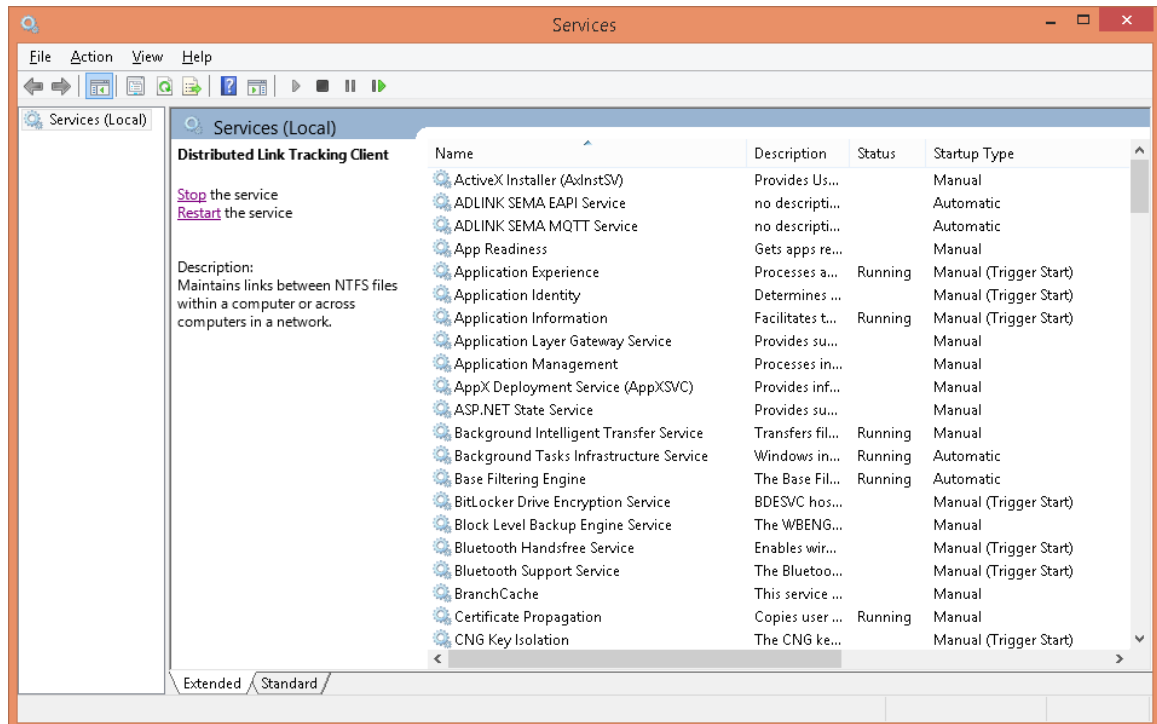 Services
File Action View Help
Services (Local)
Services (Local)
Distributed Link Tracking Client
Stop the service
Restart the service
Description:
Maintains links between NTFS files
within a computer or across
computers in a network.
Name Description Status Startup Type
ActiveX Installer (AxInstSV) Provides Us... Manual
ADLINK SEMA EAPI Service no descripti... Automatic
ADLINK SEMA MQTT Service no descripti... Automatic
App Readiness Gets apps re... Manual
Application Experience Processes a... Running Manual (Trigger Start)
Application Identity Determines ... Manual (Trigger Start)
Application Information Facilitates t... Running Manual (Trigger Start)
Application Layer Gateway Service Provides su... Manual
Application Management Processes in... Manual
AppX Deployment Service (AppXSVC) Provides inf... Manual
ASP.NET State Service Provides su... Manual
Background Intelligent Transfer Service Transfers fil... Running Manual
Background Tasks Infrastructure Service Windows in... Running Automatic
Base Filtering Engine The Base Fil... Running Automatic
BitLocker Drive Encryption Service BDESVC hos... Manual (Trigger Start)
Block Level Backup Engine Service The WBENG... Manual
Bluetooth Handsfree Service Enables wir... Manual (Trigger Start)
Bluetooth Support Service The Bluetoo... Manual (Trigger Start)
BranchCache This service ... Manual
Certificate Propagation Copies user ... Running Manual
CNG Key Isolation The CNG ke... Manual (Trigger Start)
Extended Standard